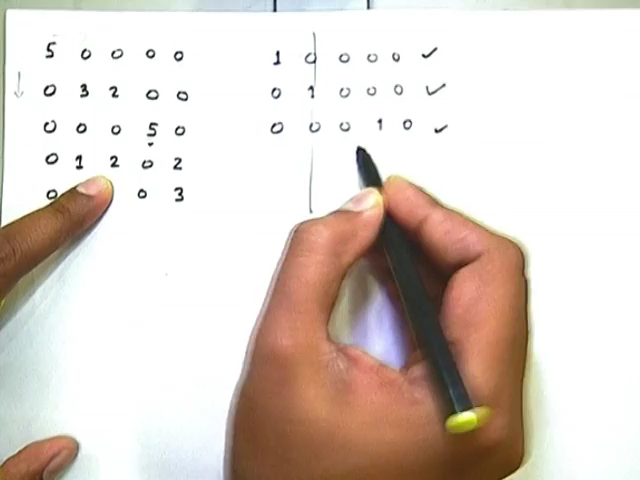 5 0 0 0 0
↓ 0 3 2 0 0
0 0 0 5 0
0 1 2 0 2
0 0 3
1 0 0 0 0 ✓
0 1 0 0 0 ✓
0 0 0 1 0 ✓